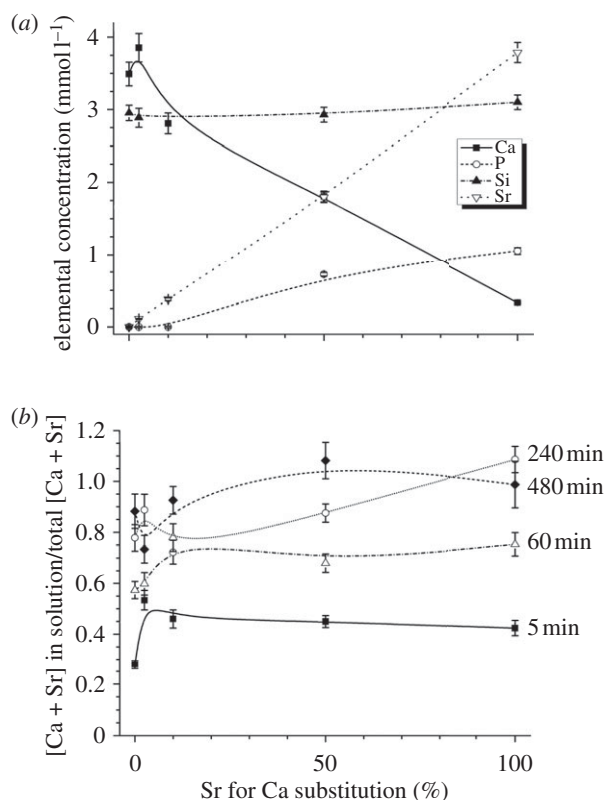 (a)
elemental concentration (mmol l⁻¹)
4
3
2
1
0
Ca
P
Si
Sr
(b)
[Ca + Sr] in solution/total [Ca + Sr]
1.2
1.0
0.8
0.6
0.4
0.2
0
240 min
480 min
60 min
5 min
0 50 100
Sr for Ca substitution (%)